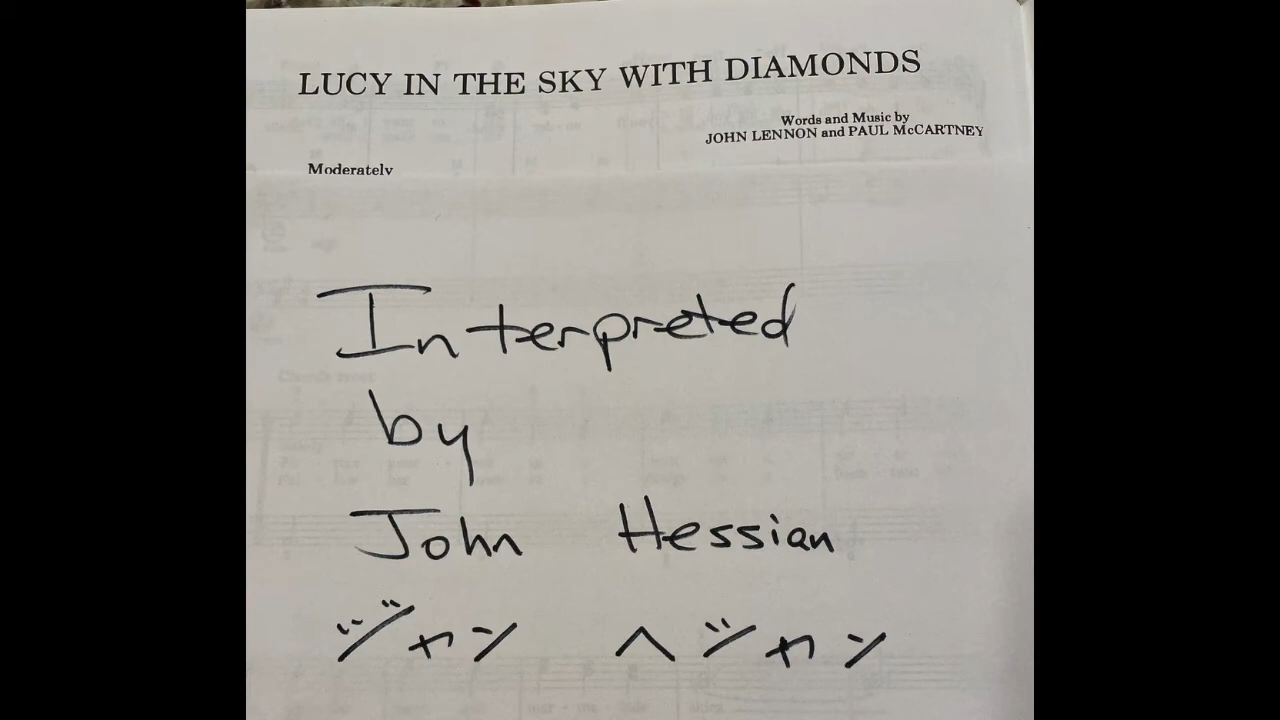 LUCY IN THE SKY WITH DIAMONDS
Words and Music by
JOHN LENNON and PAUL McCARTNEY
Moderately
Interpreted
by
John Hessian
ジャン ヘシャン